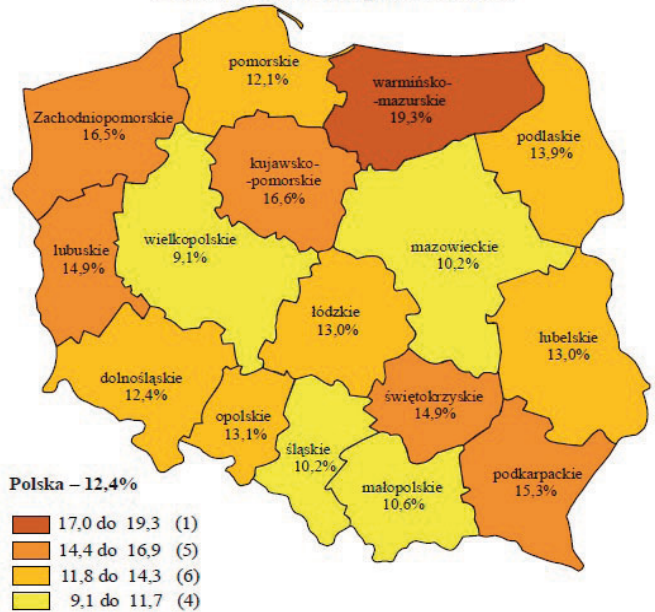 pomorskie
12,1%
warmińsko-
-mazurskie
19,3%
Zachodniopomorskie
16,5%
podlaskie
13,9%
kujawsko-
-pomorskie
16,6%
wielkopolskie
9,1%
mazowieckie
10,2%
lubuskie
14,9%
łódzkie
13,0%
lubelskie
13,0%
dolnośląskie
12,4%
świętokrzyskie
14,9%
opolskie
13,1%
śląskie
10,2%
małopolskie
10,6%
podkarpackie
15,3%
Polska – 12,4%
17,0 do 19,3 (1)
14,4 do 16,9 (5)
11,8 do 14,3 (6)
9,1 do 11,7 (4)